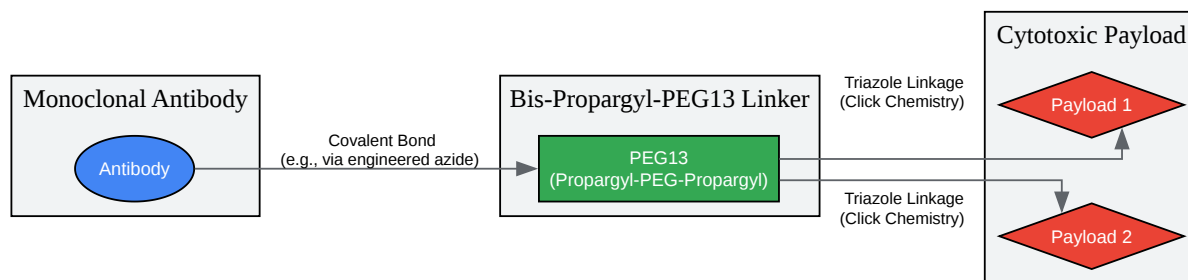 Monoclonal Antibody
Antibody
Covalent Bond
(e.g., via engineered azide)
Bis-Propargyl-PEG13 Linker
PEG13
(Propargyl-PEG-Propargyl)
Triazole Linkage
(Click Chemistry)
Triazole Linkage
(Click Chemistry)
Cytotoxic Payload
Payload 1
Payload 2